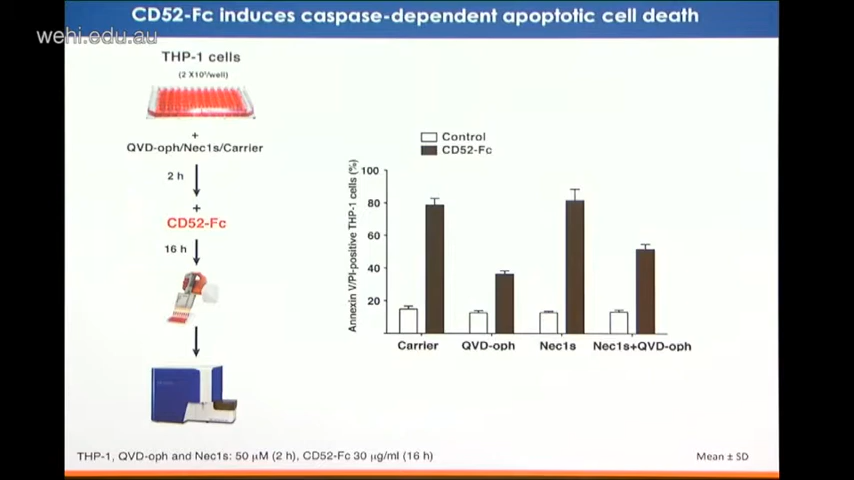 CD52-Fc induces caspase-dependent apoptotic cell death
wehi.edu.au
THP-1 cells
+
QVD-oph/Nec1s/Carrier
2 h
+
CD52-Fc
16 h
Control
CD52-Fc
Annexin V/PI-positive THP-1 cells (%)
100
80
60
40
20
Carrier QVD-oph Nec1s Nec1s+QVD-oph
THP-1, QVD-oph and Nec1s: 50 µM (2 h), CD52-Fc 30 µg/ml (16 h)
Mean ± SD